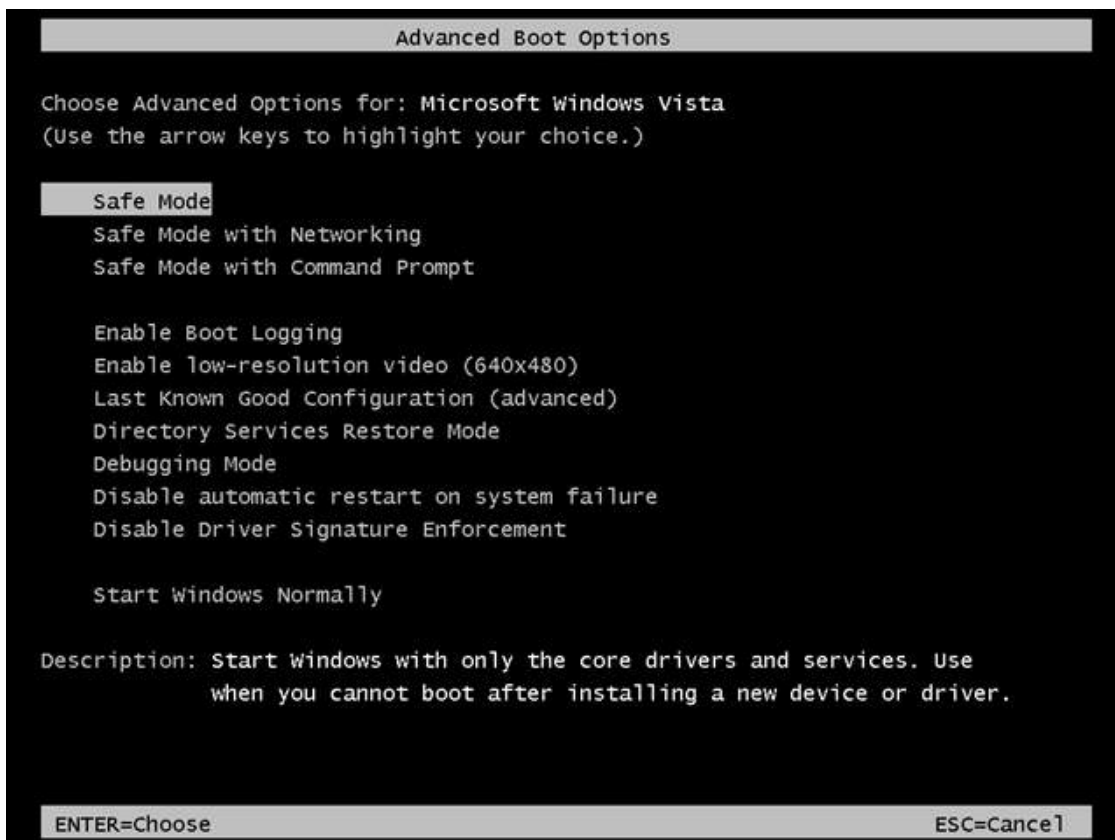 Advanced Boot Options
Choose Advanced Options for: Microsoft Windows Vista
(Use the arrow keys to highlight your choice.)
Safe Mode
Safe Mode with Networking
Safe Mode with Command Prompt
Enable Boot Logging
Enable low-resolution video (640x480)
Last Known Good Configuration (advanced)
Directory Services Restore Mode
Debugging Mode
Disable automatic restart on system failure
Disable Driver Signature Enforcement
Start Windows Normally
Description: Start Windows with only the core drivers and services. Use
when you cannot boot after installing a new device or driver.
ENTER=Choose ESC=Cancel